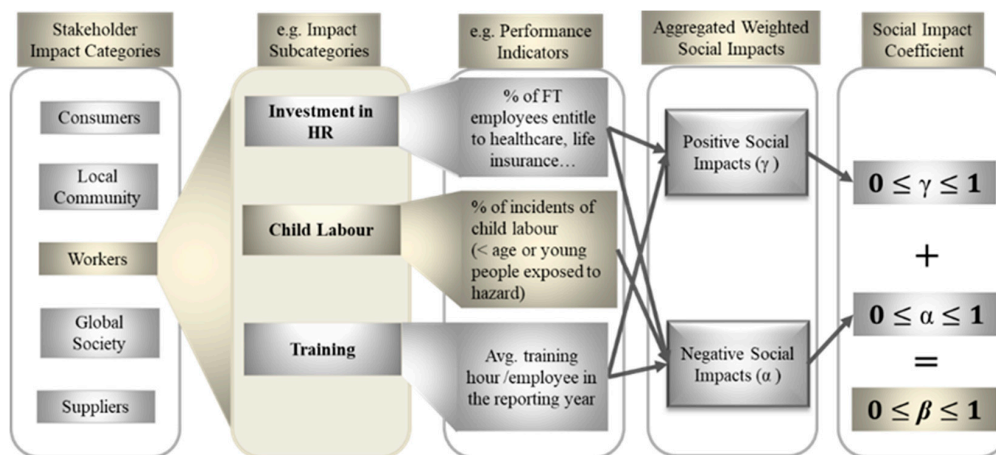 Stakeholder
Impact Categories
e.g. Impact
Subcategories
e.g. Performance
Indicators
Aggregated Weighted
Social Impacts
Social Impact
Coefficient
Consumers
Local
Community
Workers
Global
Society
Suppliers
Investment in
HR
Child Labour
Training
% of FT
employees entitle
to healthcare, life
insurance…
% of incidents of
child labour
(< age or young
people exposed to
hazard)
Avg. training
hour /employee in
the reporting year
Positive Social
Impacts (γ )
Negative Social
Impacts (α )
0 ≤ γ ≤ 1
+
0 ≤ α ≤ 1
=
0 ≤ β ≤ 1